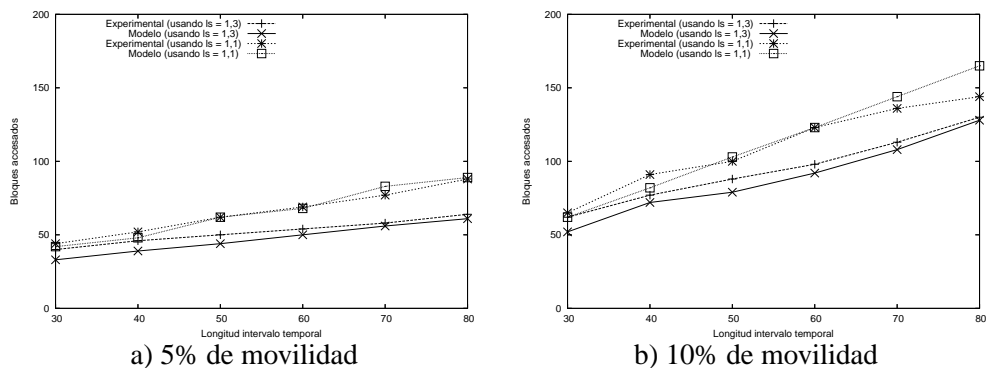 200
150
100
50
0
30 40 50 60 70 80
Bloques accesados
Longitud intervalo temporal
Experimental (usando ls = 1,3)
Modelo (usando ls = 1,3)
Experimental (usando ls = 1,1)
Modelo (usando ls = 1,1)
a) 5% de movilidad
200
150
100
50
0
30 40 50 60 70 80
Bloques accesados
Longitud intervalo temporal
Experimental (usando ls = 1,3)
Modelo (usando ls = 1,3)
Experimental (usando ls = 1,1)
Modelo (usando ls = 1,1)
b) 10% de movilidad